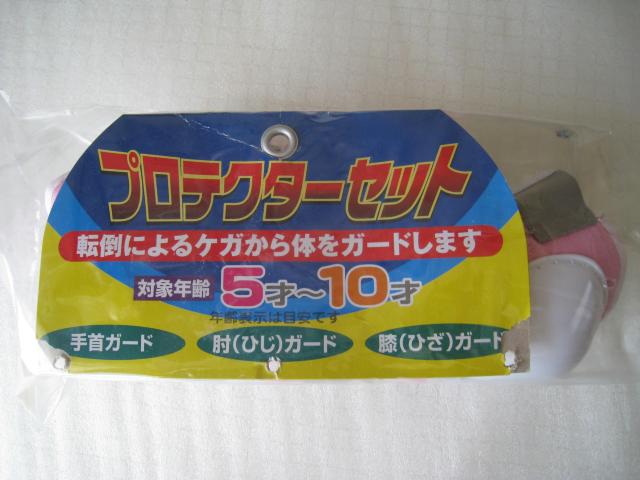 プロテクターセット
転倒によるケガから体をガードします
対象年齢 5才～10才
年齢表示は目安です
手首ガード 肘(ひじ)ガード 膝(ひざ)ガード